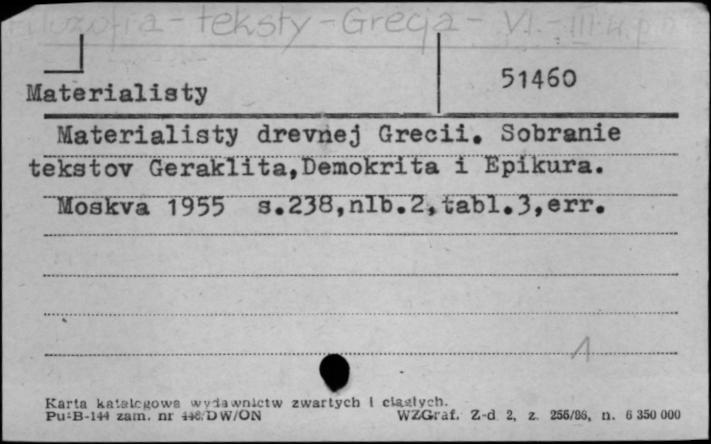 Filozofia - teksty - Grecja - VI - III w. p.n.
51460
Materialisty
Materialisty drevnej Grecii. Sobranie
tekstov Geraklita,Demokrita i Epikura.
Moskva 1955 s.238,nlb.2,tabl.3,err.
1
Karta katalogowa wydawnictw zwartych i ciągłych.
Pu-B-144 zam. nr 448/DW/ON WZGraf. Z-d 2, z. 256/86, n. 6 350 000